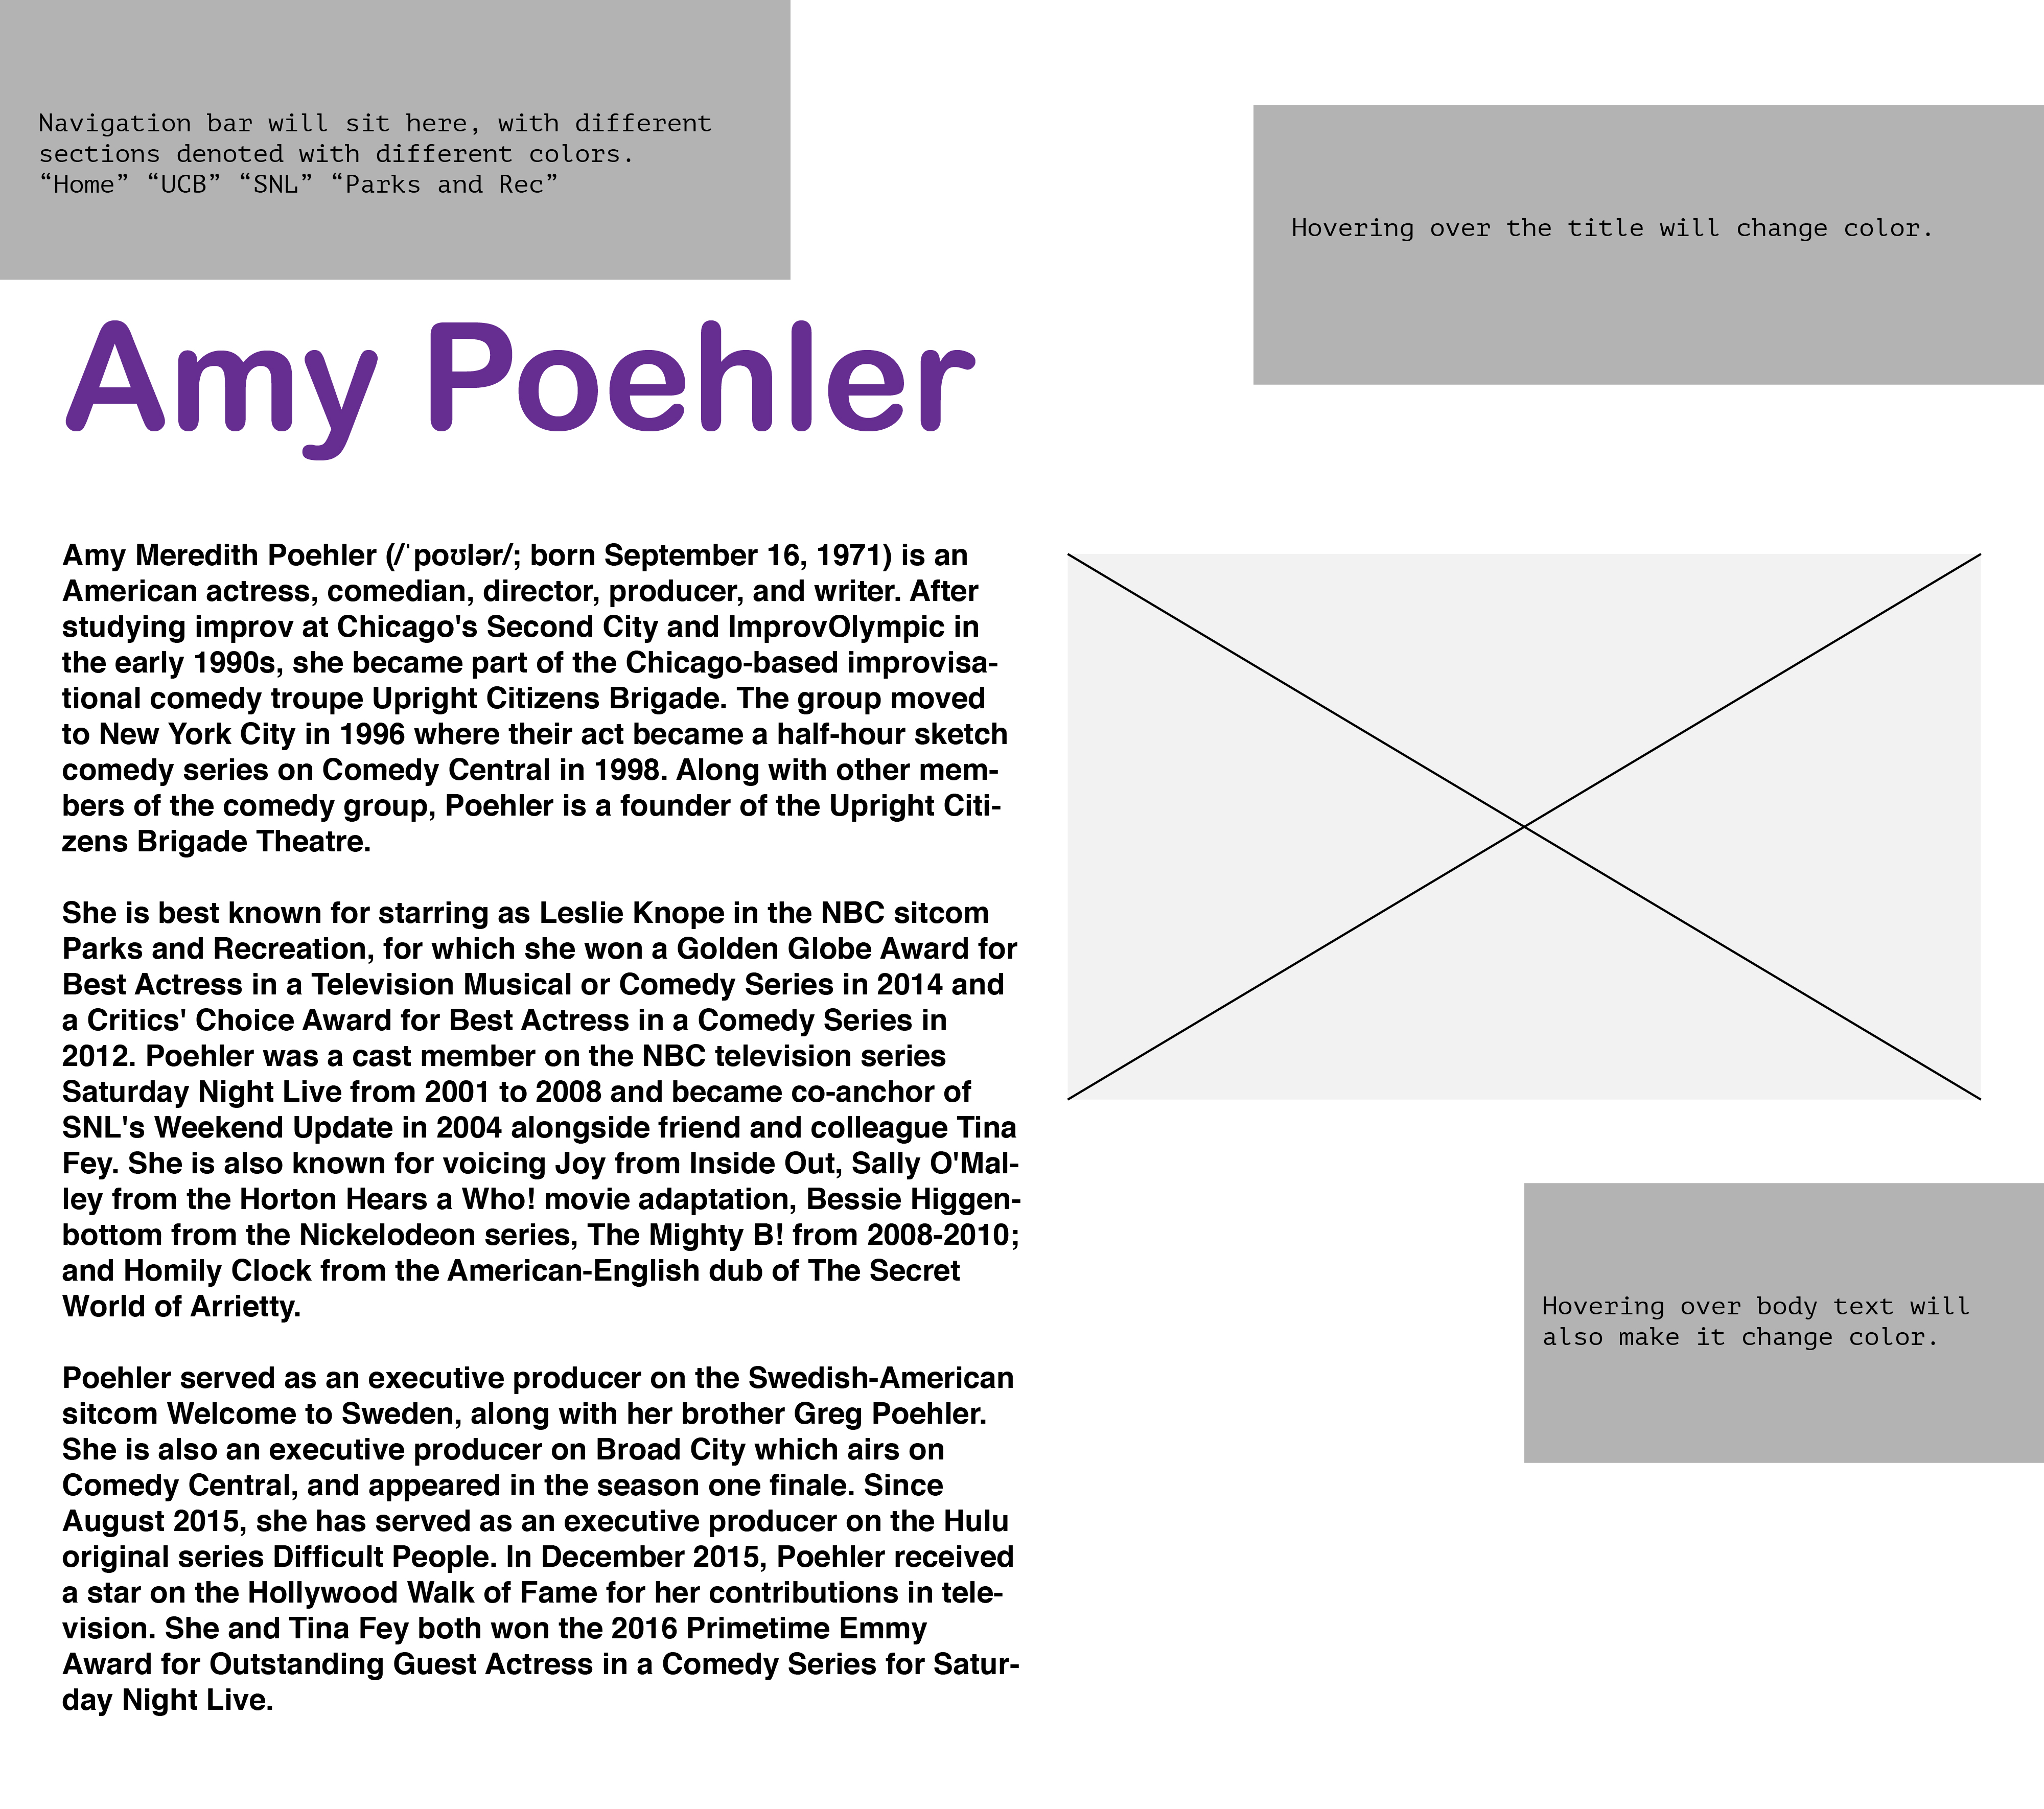 Navigation bar will sit here, with different
sections denoted with different colors.
“Home” “UCB” “SNL” “Parks and Rec”
Hovering over the title will change color.
Amy Poehler
Amy Meredith Poehler (/ˈpoʊlər/; born September 16, 1971) is an
American actress, comedian, director, producer, and writer. After
studying improv at Chicago's Second City and ImprovOlympic in
the early 1990s, she became part of the Chicago-based improvisa-
tional comedy troupe Upright Citizens Brigade. The group moved
to New York City in 1996 where their act became a half-hour sketch
comedy series on Comedy Central in 1998. Along with other mem-
bers of the comedy group, Poehler is a founder of the Upright Citi-
zens Brigade Theatre.
She is best known for starring as Leslie Knope in the NBC sitcom
Parks and Recreation, for which she won a Golden Globe Award for
Best Actress in a Television Musical or Comedy Series in 2014 and
a Critics' Choice Award for Best Actress in a Comedy Series in
2012. Poehler was a cast member on the NBC television series
Saturday Night Live from 2001 to 2008 and became co-anchor of
SNL's Weekend Update in 2004 alongside friend and colleague Tina
Fey. She is also known for voicing Joy from Inside Out, Sally O'Mal-
ley from the Horton Hears a Who! movie adaptation, Bessie Higgen-
bottom from the Nickelodeon series, The Mighty B! from 2008-2010;
and Homily Clock from the American-English dub of The Secret
World of Arrietty.
Poehler served as an executive producer on the Swedish-American
sitcom Welcome to Sweden, along with her brother Greg Poehler.
She is also an executive producer on Broad City which airs on
Comedy Central, and appeared in the season one finale. Since
August 2015, she has served as an executive producer on the Hulu
original series Difficult People. In December 2015, Poehler received
a star on the Hollywood Walk of Fame for her contributions in tele-
vision. She and Tina Fey both won the 2016 Primetime Emmy
Award for Outstanding Guest Actress in a Comedy Series for Satur-
day Night Live.
Hovering over body text will
also make it change color.